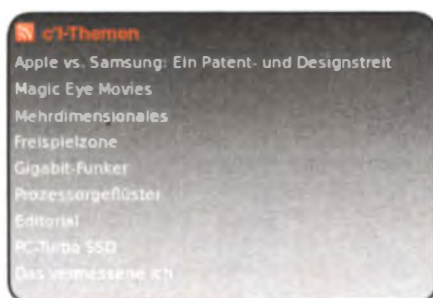 c't-Themen
Apple vs. Samsung: Ein Patent- und Designstreit
Magic Eye Movies
Mehrdimensionales
Freispielzone
Gigabit-Funker
Prozessorgeflüster
Editorial
PC-Turbo SSD
Das vermessene Ich